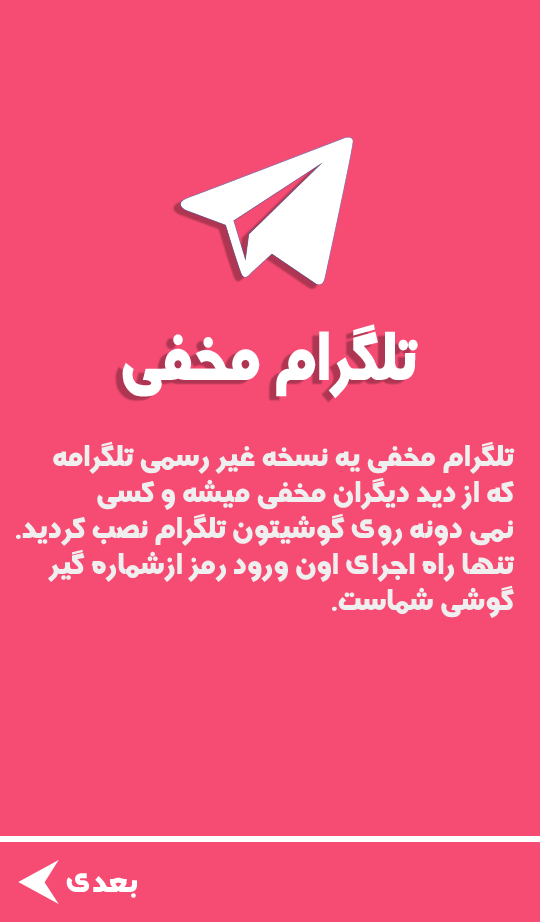 تلگرام مخفی
تلگرام مخفی یه نسخه غیر رسمی تلگرامه
که از دید دیگران مخفی میشه و کسی
نمی دونه روی گوشیتون تلگرام نصب کردید.
تنها راه اجرای اون ورود رمز ازشماره گیر
گوشی شماست.
بعدی